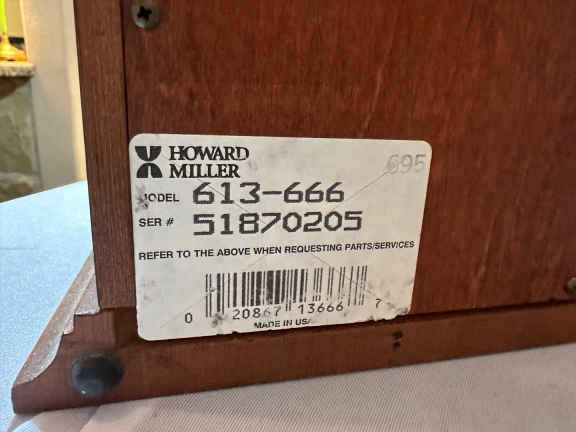 HOWARD
MILLER
695
MODEL 613-666
SER # 51870205
REFER TO THE ABOVE WHEN REQUESTING PARTS/SERVICES
0 20867 13666 7
MADE IN USA